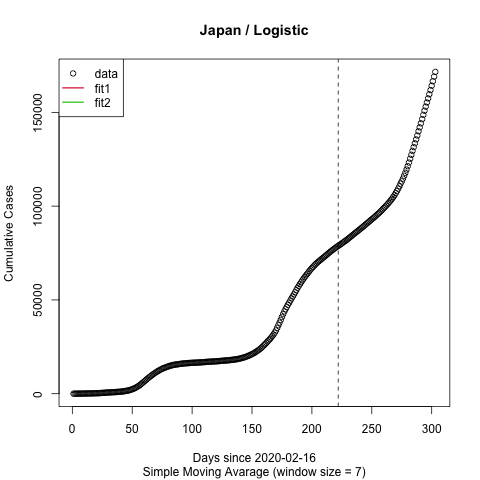 Japan / Logistic
data
fit1
fit2
Cumulative Cases
0
50000
100000
150000
0
50
100
150
200
250
300
Days since 2020-02-16
Simple Moving Avarage (window size = 7)